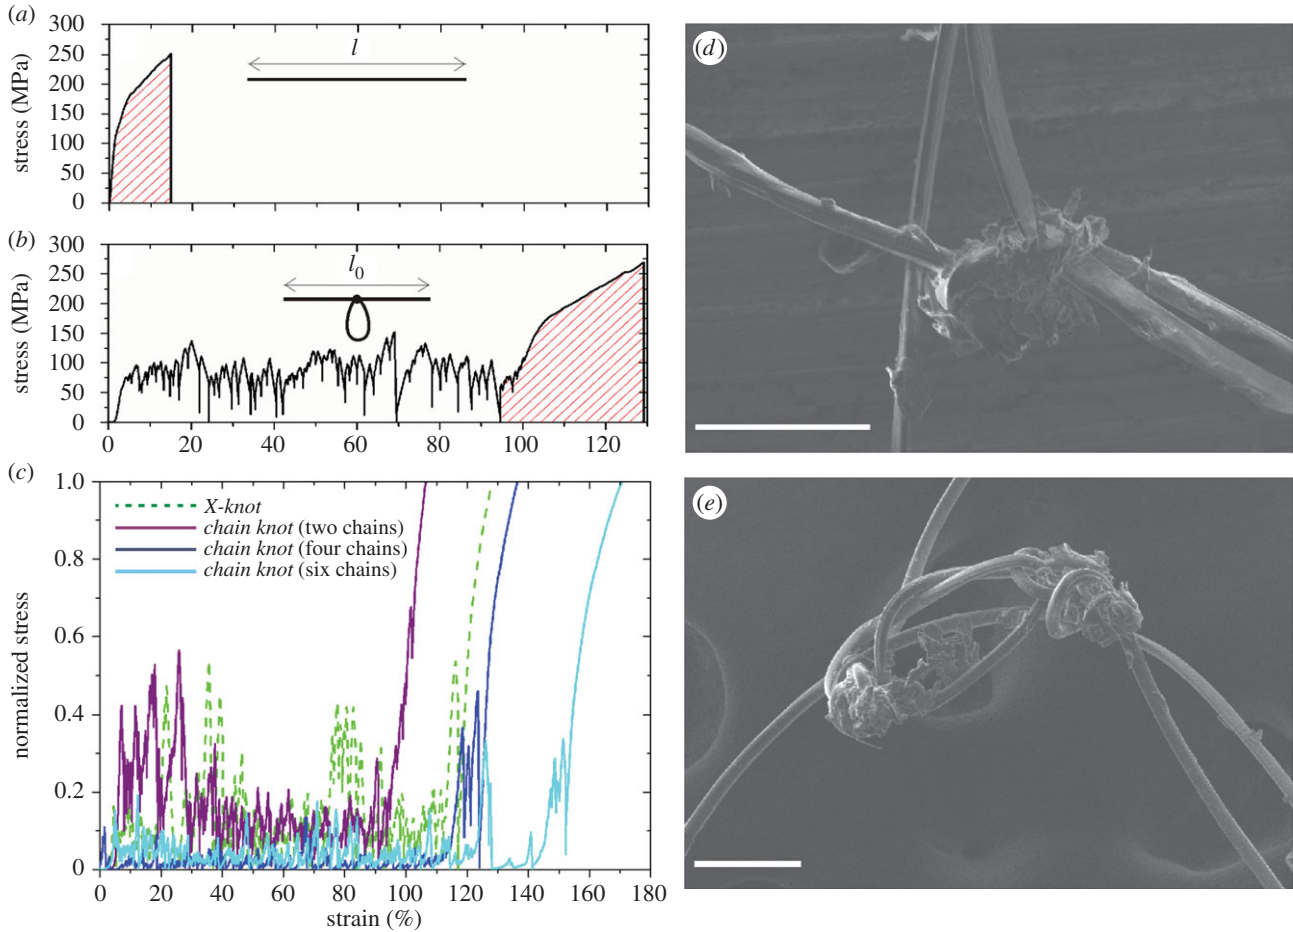 (a)
300
250
200
150
100
50
0
stress (MPa)
l
(b)
300
250
200
150
100
50
0
stress (MPa)
l0
0 20 40 60 80 100 120
(c)
1.0
0.8
0.6
0.4
0.2
0
normalized stress
X-knot
chain knot (two chains)
chain knot (four chains)
chain knot (six chains)
0 20 40 60 80 100 120 140 160 180
strain (%)
(d)
(e)